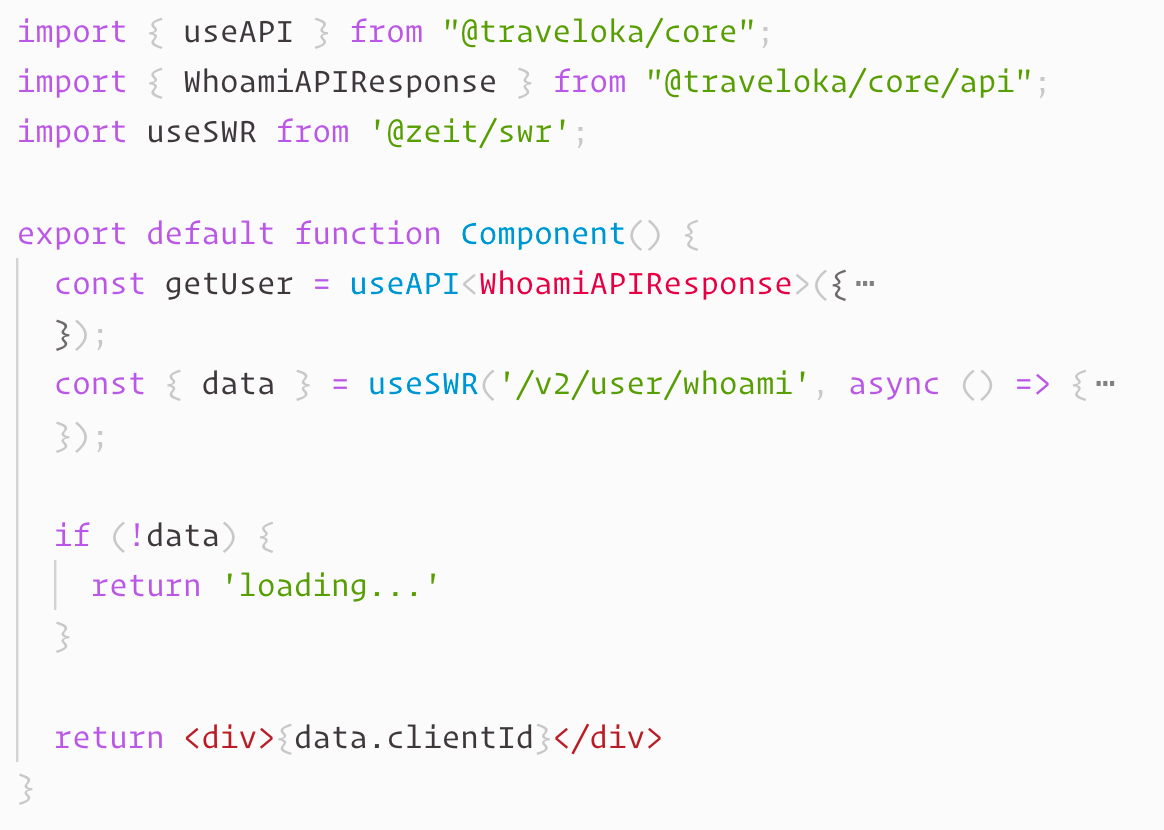 import { useAPI } from "@traveloka/core";
import { WhoamiAPIResponse } from "@traveloka/core/api";
import useSWR from '@zeit/swr';

export default function Component() {
  const getUser = useAPI<WhoamiAPIResponse>({⋯
  });
  const { data } = useSWR('/v2/user/whoami', async () => {⋯
  });

  if (!data) {
    return 'loading...'
  }

  return <div>{data.clientId}</div>
}